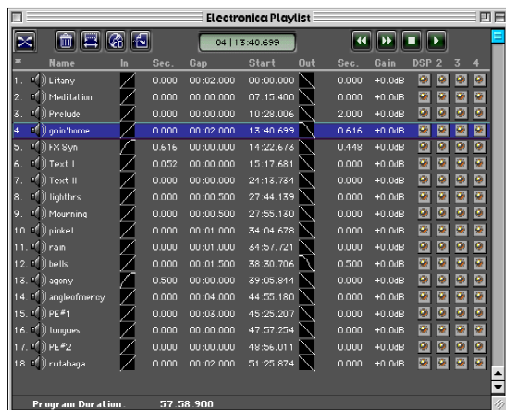 Electronica Playlist
04 | 13:40.699
# Name In Sec. Gap Start Out Sec. Gain DSP 2 3 4
1. Litany 0.000 00:02.000 00:00.000 0.000 +0.0dB
2. Meditation 0.000 00:00.000 07:15.400 0.000 +0.0dB
3. Prelude 0.000 00:00.000 10:28.006 2.000 +0.0dB
4. goin'home 0.000 00:02.000 13:40.699 0.616 +0.0dB
5. FX Syn 0.616 00:00.000 14:22.673 0.448 +0.0dB
6. Text I 0.052 00:00.000 15:17.681 0.000 +0.0dB
7. Text II 0.000 00:00.000 24:13.734 0.000 +0.0dB
8. lighthrs 0.000 00:00.500 27:44.139 0.000 +0.0dB
9. Mourning 0.000 00:00.500 27:55.130 0.000 +0.0dB
10. pinkel 0.000 00:01.000 34:04.678 0.000 +0.0dB
11. rain 0.000 00:01.000 34:57.721 0.000 +0.0dB
12. bells 0.000 00:01.500 38:30.706 0.500 +0.0dB
13. agony 0.500 00:00.000 39:05.844 0.000 +0.0dB
14. angleofmercy 0.000 00:04.000 44:55.180 0.000 +0.0dB
15. PE#1 0.000 00:03.000 45:25.207 0.000 +0.0dB
16. tongues 0.000 00:00.000 47:57.254 0.000 +0.0dB
17. PE#2 0.000 00:00.000 48:56.011 0.000 +0.0dB
18. rutabaga 0.000 00:02.000 51:25.874 0.000 +0.0dB
Program Duration: 57:58.900